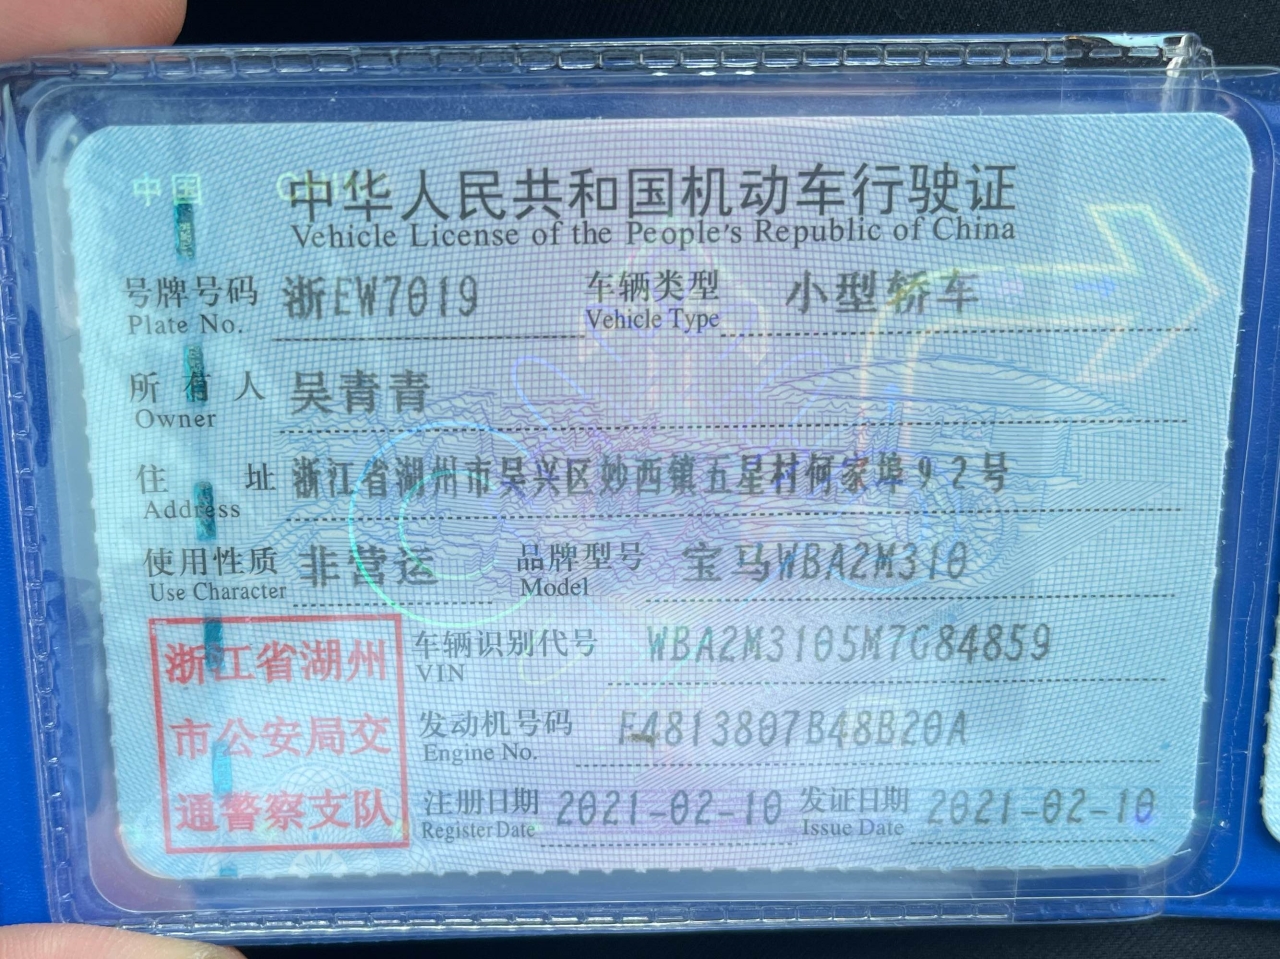 中国 CHINA
中华人民共和国机动车行驶证
Vehicle License of the People's Republic of China
号牌号码 浙EW7019 车辆类型 小型轿车
Plate No. Vehicle Type
所有人 吴青青
Owner
住址 浙江省湖州市吴兴区妙西镇五星村何家埠92号
Address
使用性质 非营运 品牌型号 宝马WBA2M310
Use Character Model
车辆识别代号 WBA2M3105M7G84859
VIN
发动机号码 F4813807B48B20A
Engine No.
注册日期 2021-02-10 发证日期 2021-02-10
Register Date Issue Date
浙江省湖州
市公安局交
通警察支队